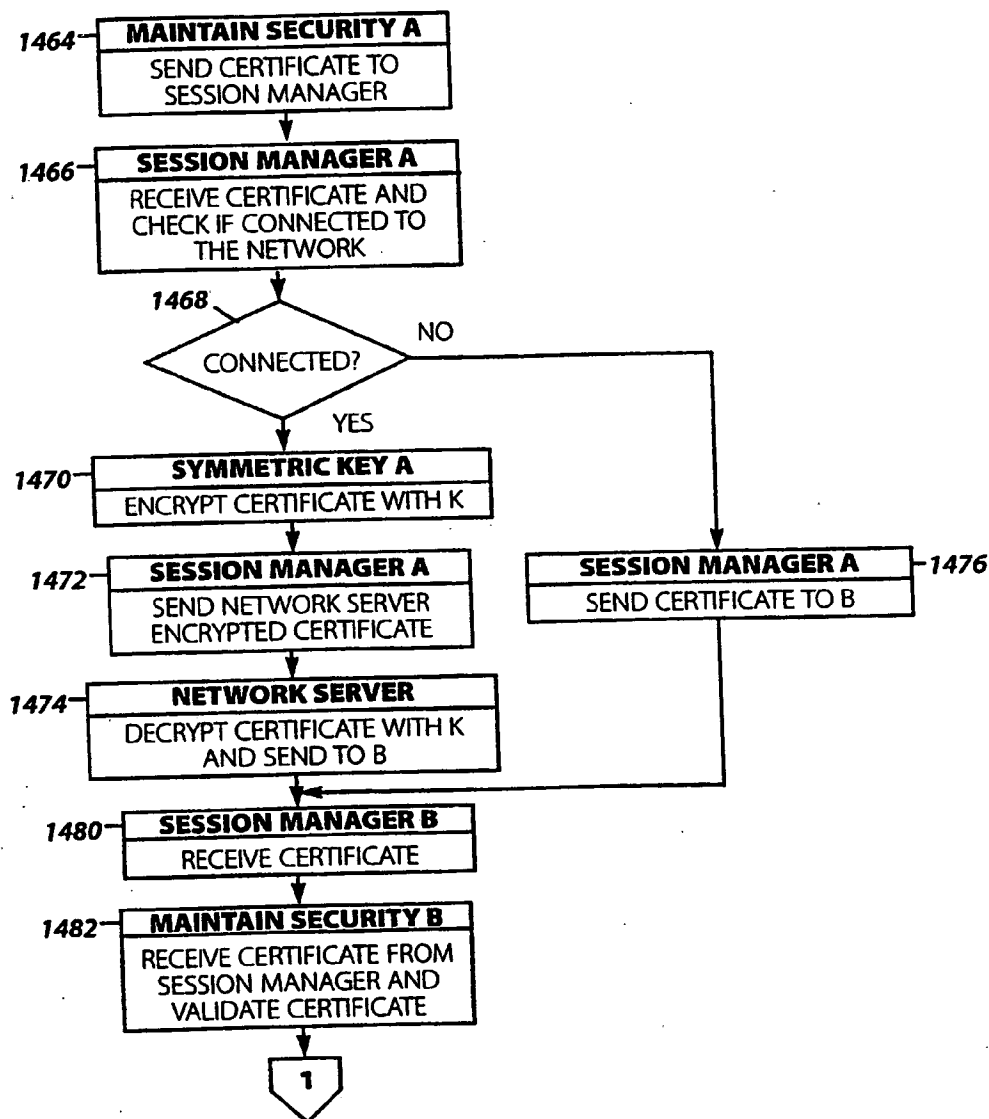 1464
MAINTAIN SECURITY A
SEND CERTIFICATE TO
SESSION MANAGER
1466
SESSION MANAGER A
RECEIVE CERTIFICATE AND
CHECK IF CONNECTED TO
THE NETWORK
1468
CONNECTED?
NO
YES
1470
SYMMETRIC KEY A
ENCRYPT CERTIFICATE WITH K
1472
SESSION MANAGER A
SEND NETWORK SERVER
ENCRYPTED CERTIFICATE
SESSION MANAGER A
1476
SEND CERTIFICATE TO B
1474
NETWORK SERVER
DECRYPT CERTIFICATE WITH K
AND SEND TO B
1480
SESSION MANAGER B
RECEIVE CERTIFICATE
1482
MAINTAIN SECURITY B
RECEIVE CERTIFICATE FROM
SESSION MANAGER AND
VALIDATE CERTIFICATE
1